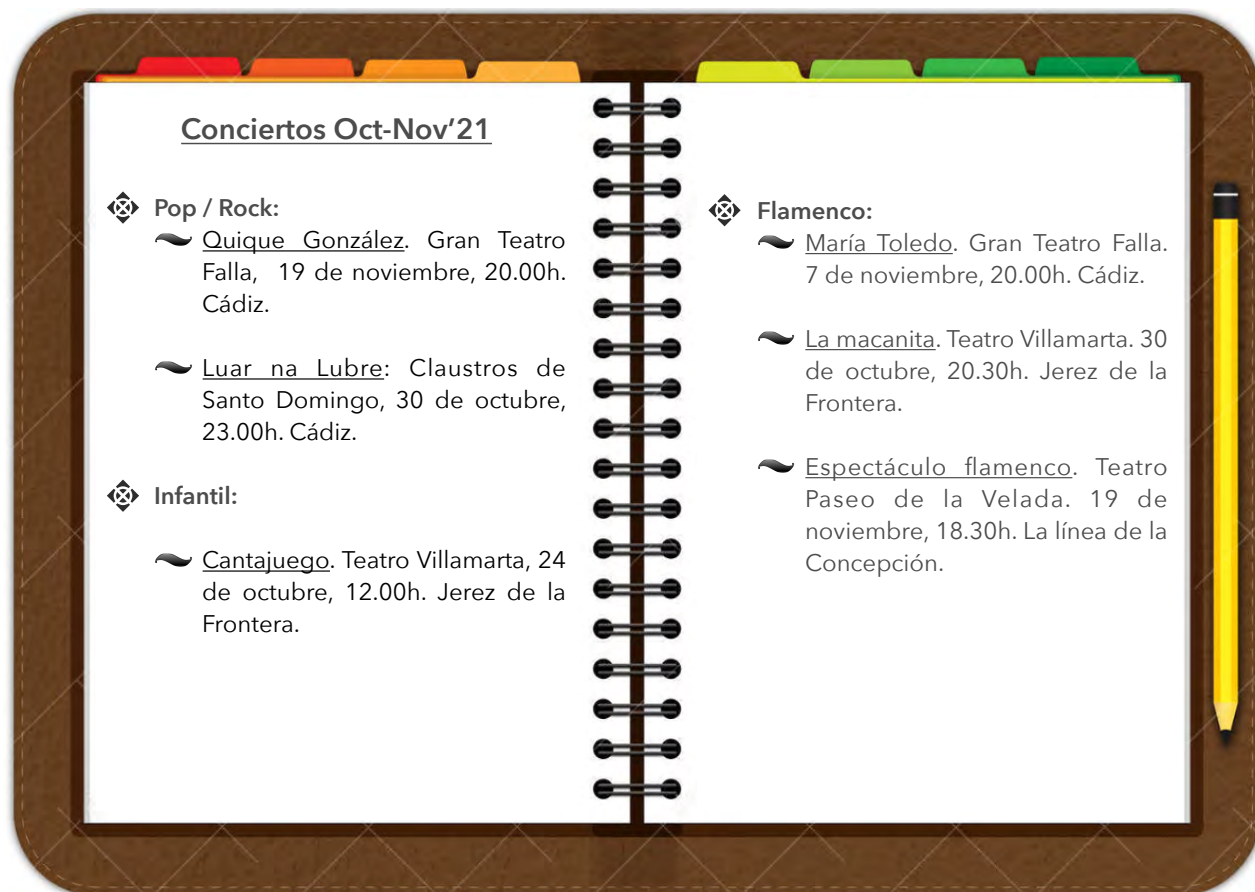 Conciertos Oct-Nov'21
Pop / Rock:
Quique González. Gran Teatro
Falla, 19 de noviembre, 20.00h.
Cádiz.
Luar na Lubre: Claustros de
Santo Domingo, 30 de octubre,
23.00h. Cádiz.
Infantil:
Cantajuego. Teatro Villamarta, 24
de octubre, 12.00h. Jerez de la
Frontera.
Flamenco:
María Toledo. Gran Teatro Falla.
7 de noviembre, 20.00h. Cádiz.
La macanita. Teatro Villamarta. 30
de octubre, 20.30h. Jerez de la
Frontera.
Espectáculo flamenco. Teatro
Paseo de la Velada. 19 de
noviembre, 18.30h. La línea de la
Concepción.